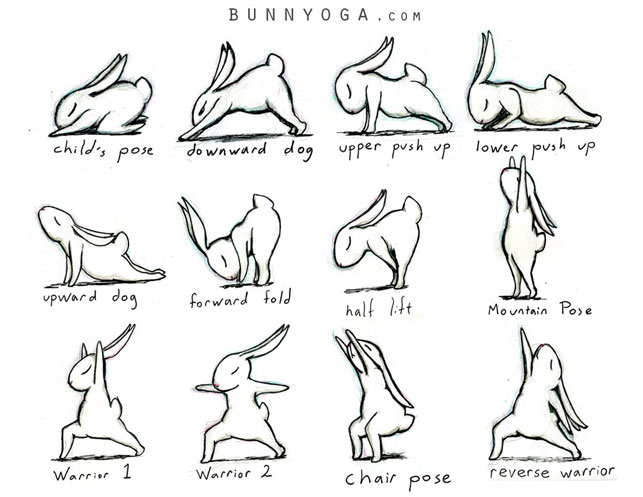 BUNNYOGA.COM
child's pose
downward dog
upper push up
lower push up
upward dog
forward fold
half lift
Mountain Pose
Warrior 1
Warrior 2
chair pose
reverse warrior